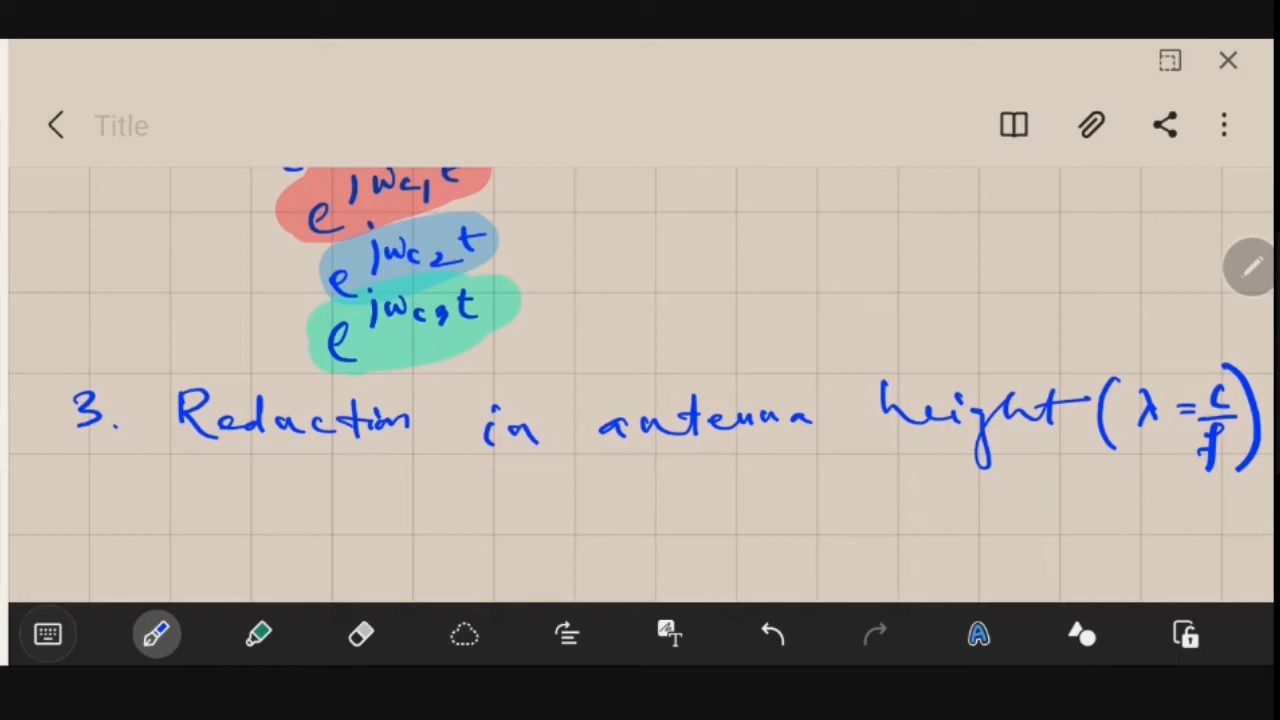 Title
e^jωc1t
e^jωc2t
e^jωc3t
3. Reduction in antenna height (λ = c/f)